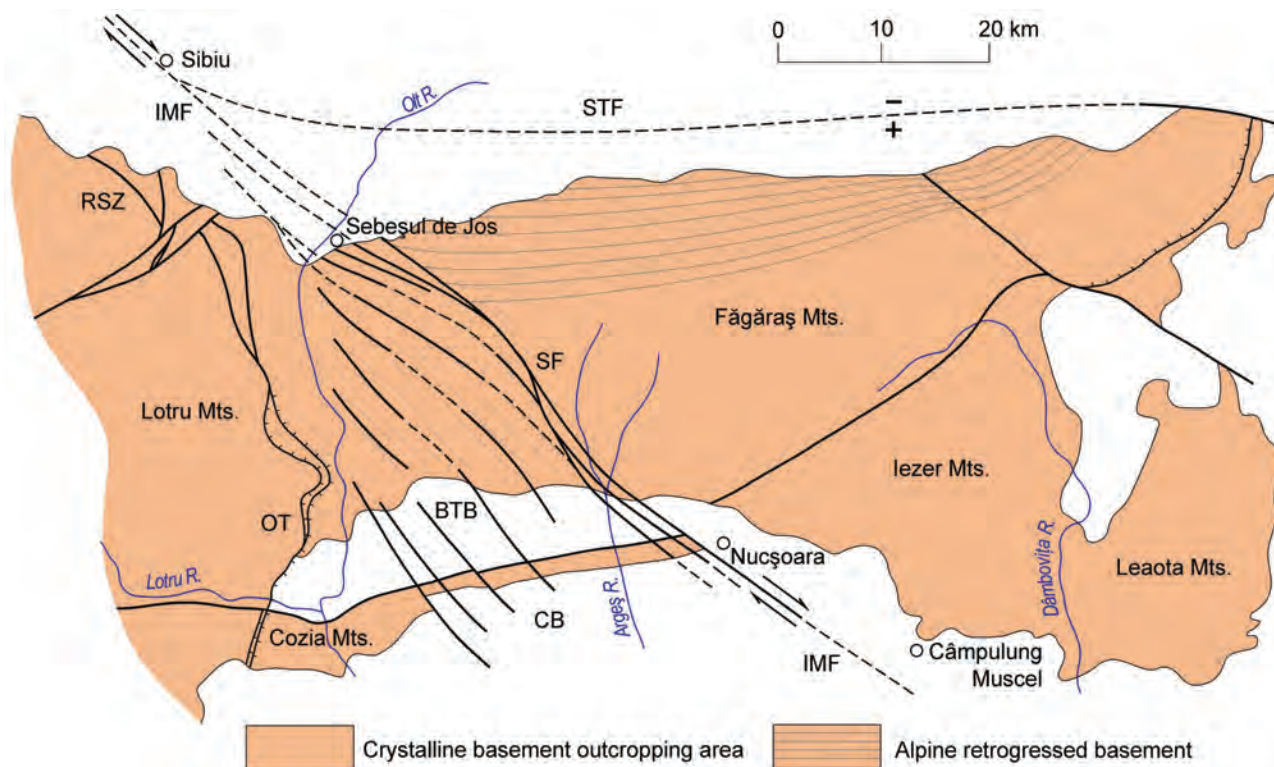 0 10 20 km
Sibiu
IMF
Olt R.
STF
−
+
RSZ
Sebeşul de Jos
Făgăraş Mts.
SF
Lotru Mts.
Iezer Mts.
OT
BTB
Nucşoara
Dâmboviţa R.
Leaota Mts.
Lotru R.
Argeş R.
CB
Cozia Mts.
IMF
Câmpulung
Muscel
Crystalline basement outcropping area
Alpine retrogressed basement